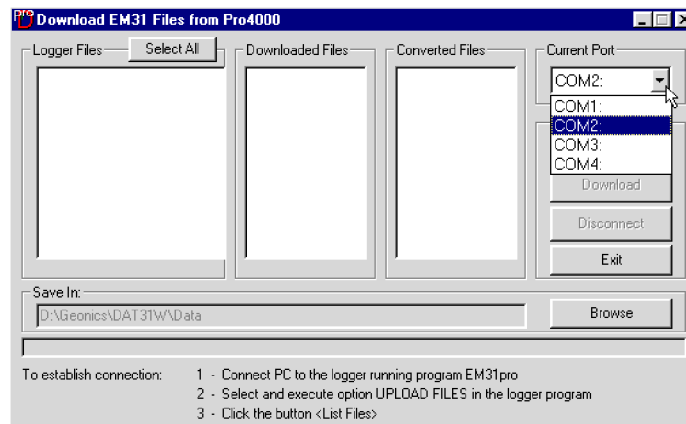 Pro Download EM31 Files from Pro4000
Logger Files
Select All
Downloaded Files
Converted Files
Current Port
COM2:
COM1:
COM2:
COM3:
COM4:
Download
Disconnect
Exit
Save In:
D:\Geonics\DAT31W\Data
Browse
To establish connection: 1 - Connect PC to the logger running program EM31pro
2 - Select and execute option UPLOAD FILES in the logger program
3 - Click the button <List Files>